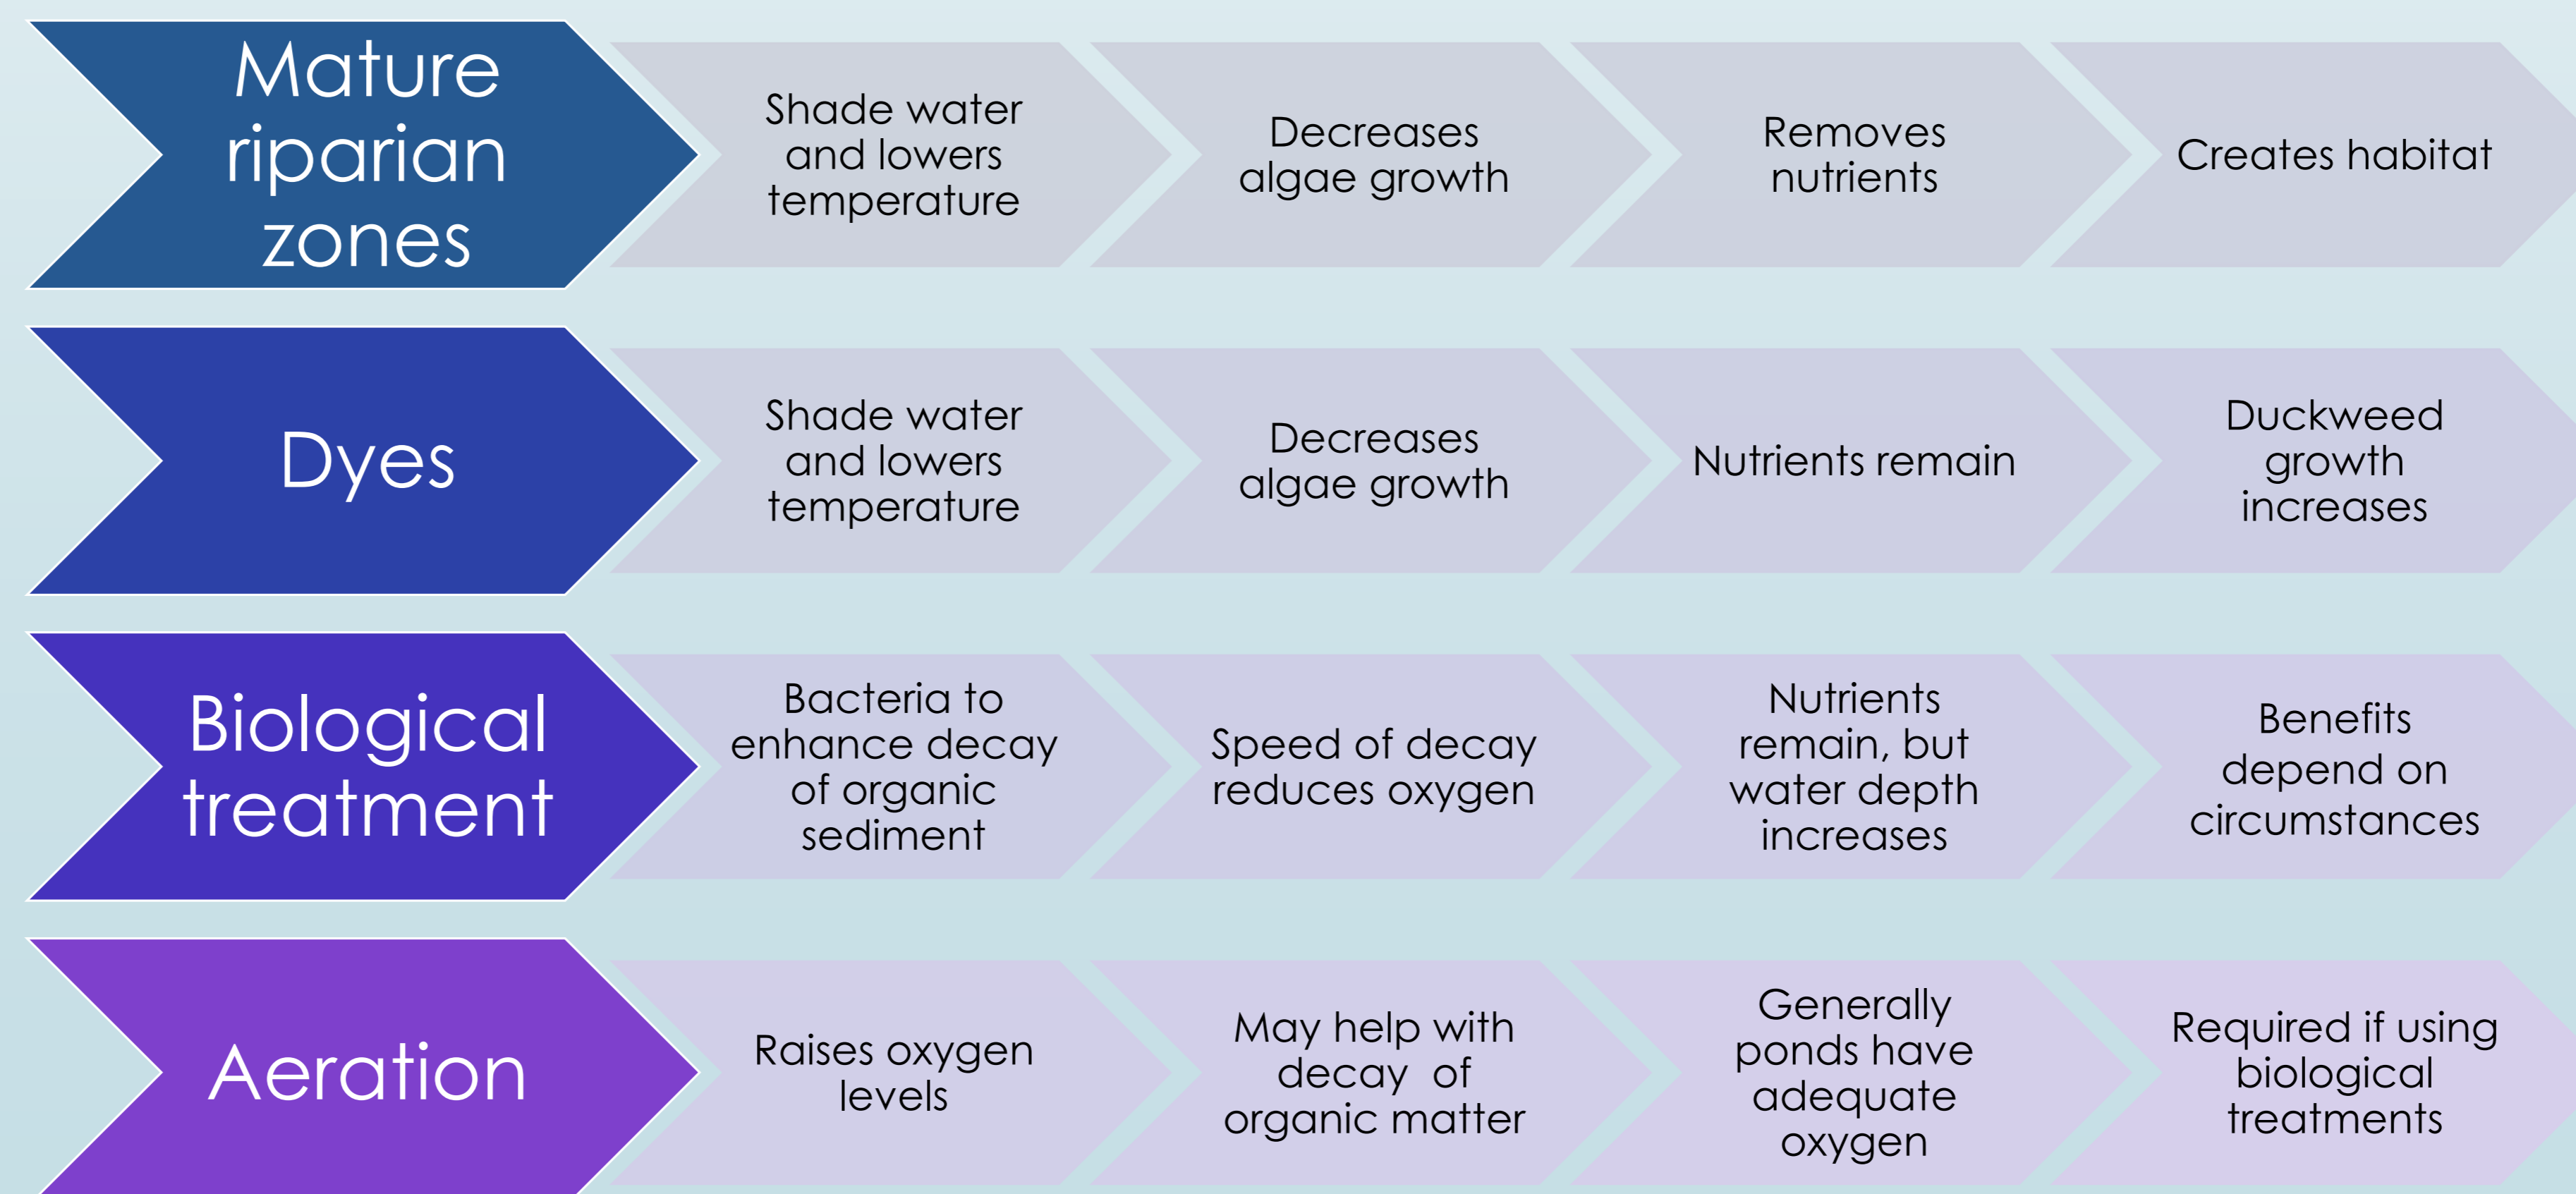 Mature
riparian
zones
Shade water
and lowers
temperature
Decreases
algae growth
Removes
nutrients
Creates habitat
Dyes
Shade water
and lowers
temperature
Decreases
algae growth
Nutrients remain
Duckweed
growth
increases
Biological
treatment
Bacteria to
enhance decay
of organic
sediment
Speed of decay
reduces oxygen
Nutrients
remain, but
water depth
increases
Benefits
depend on
circumstances
Aeration
Raises oxygen
levels
May help with
decay  of
organic matter
Generally
ponds have
adequate
oxygen
Required if using
biological
treatments